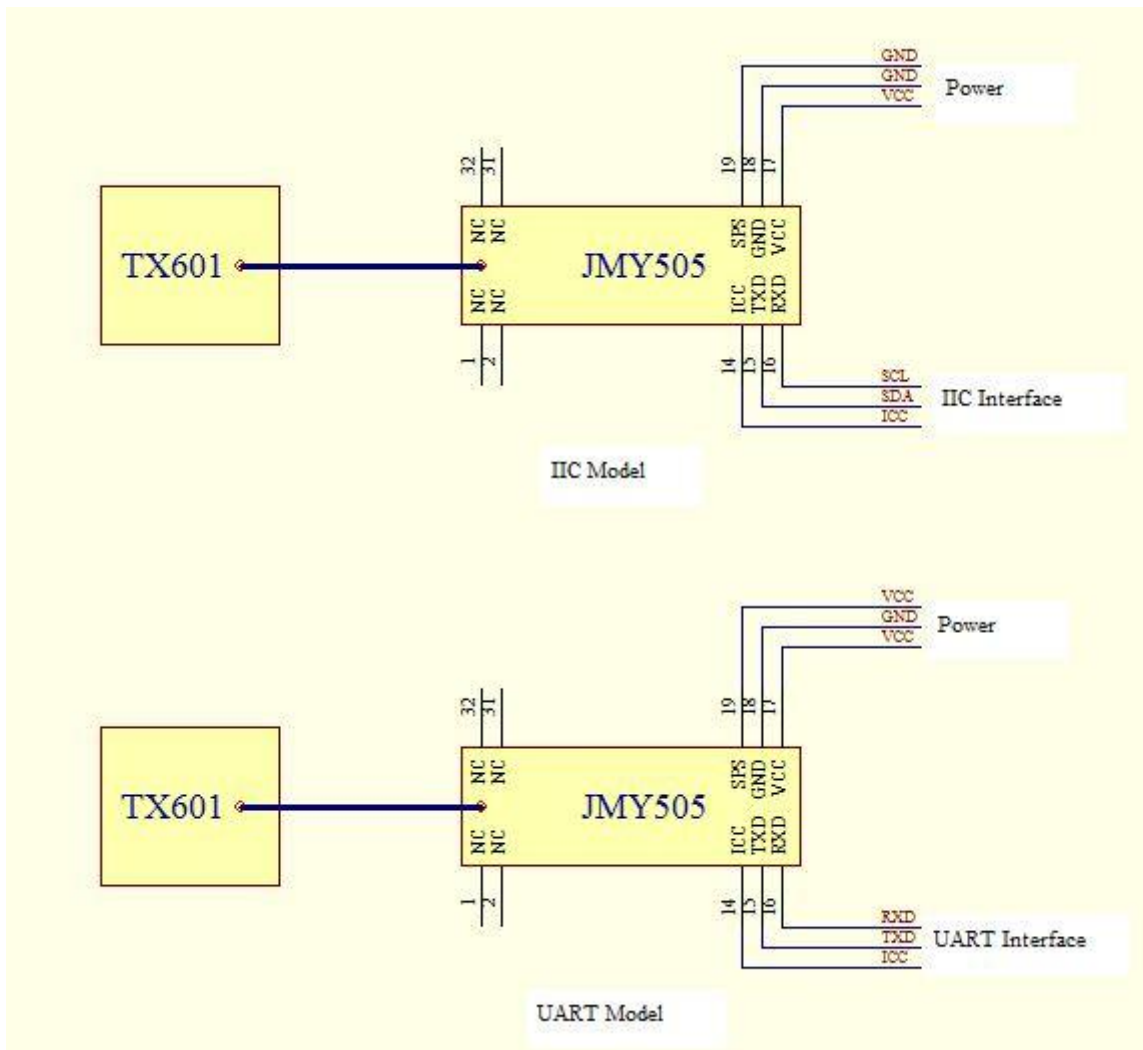 GND
GND
VCC
Power
19
18
17
32
31
SPS
GND
VCC
NC
NC
TX601
JMY505
NC
NC
ICC
TXD
RXD
1
2
14
15
16
SCL
SDA
ICC
IIC Interface
IIC Model
VCC
GND
VCC
Power
19
18
17
32
31
SPS
GND
VCC
NC
NC
TX601
JMY505
NC
NC
ICC
TXD
RXD
1
2
14
15
16
RXD
TXD
ICC
UART Interface
UART Model